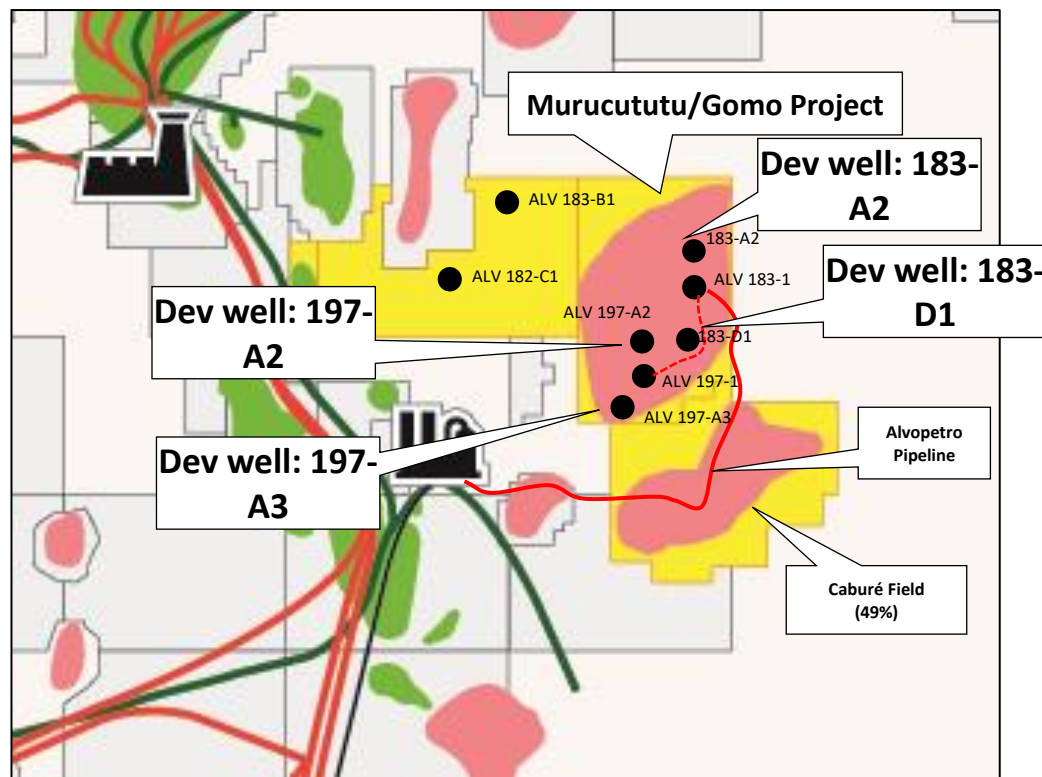 Murucututu/Gomo Project
Dev well: 183-
A2
ALV 183-B1
183-A2
ALV 182-C1
ALV 183-1
Dev well: 183-
D1
Dev well: 197-
A2
ALV 197-A2
183-D1
ALV 197-1
ALV 197-A3
Dev well: 197-
A3
Alvopetro
Pipeline
Caburé Field
(49%)